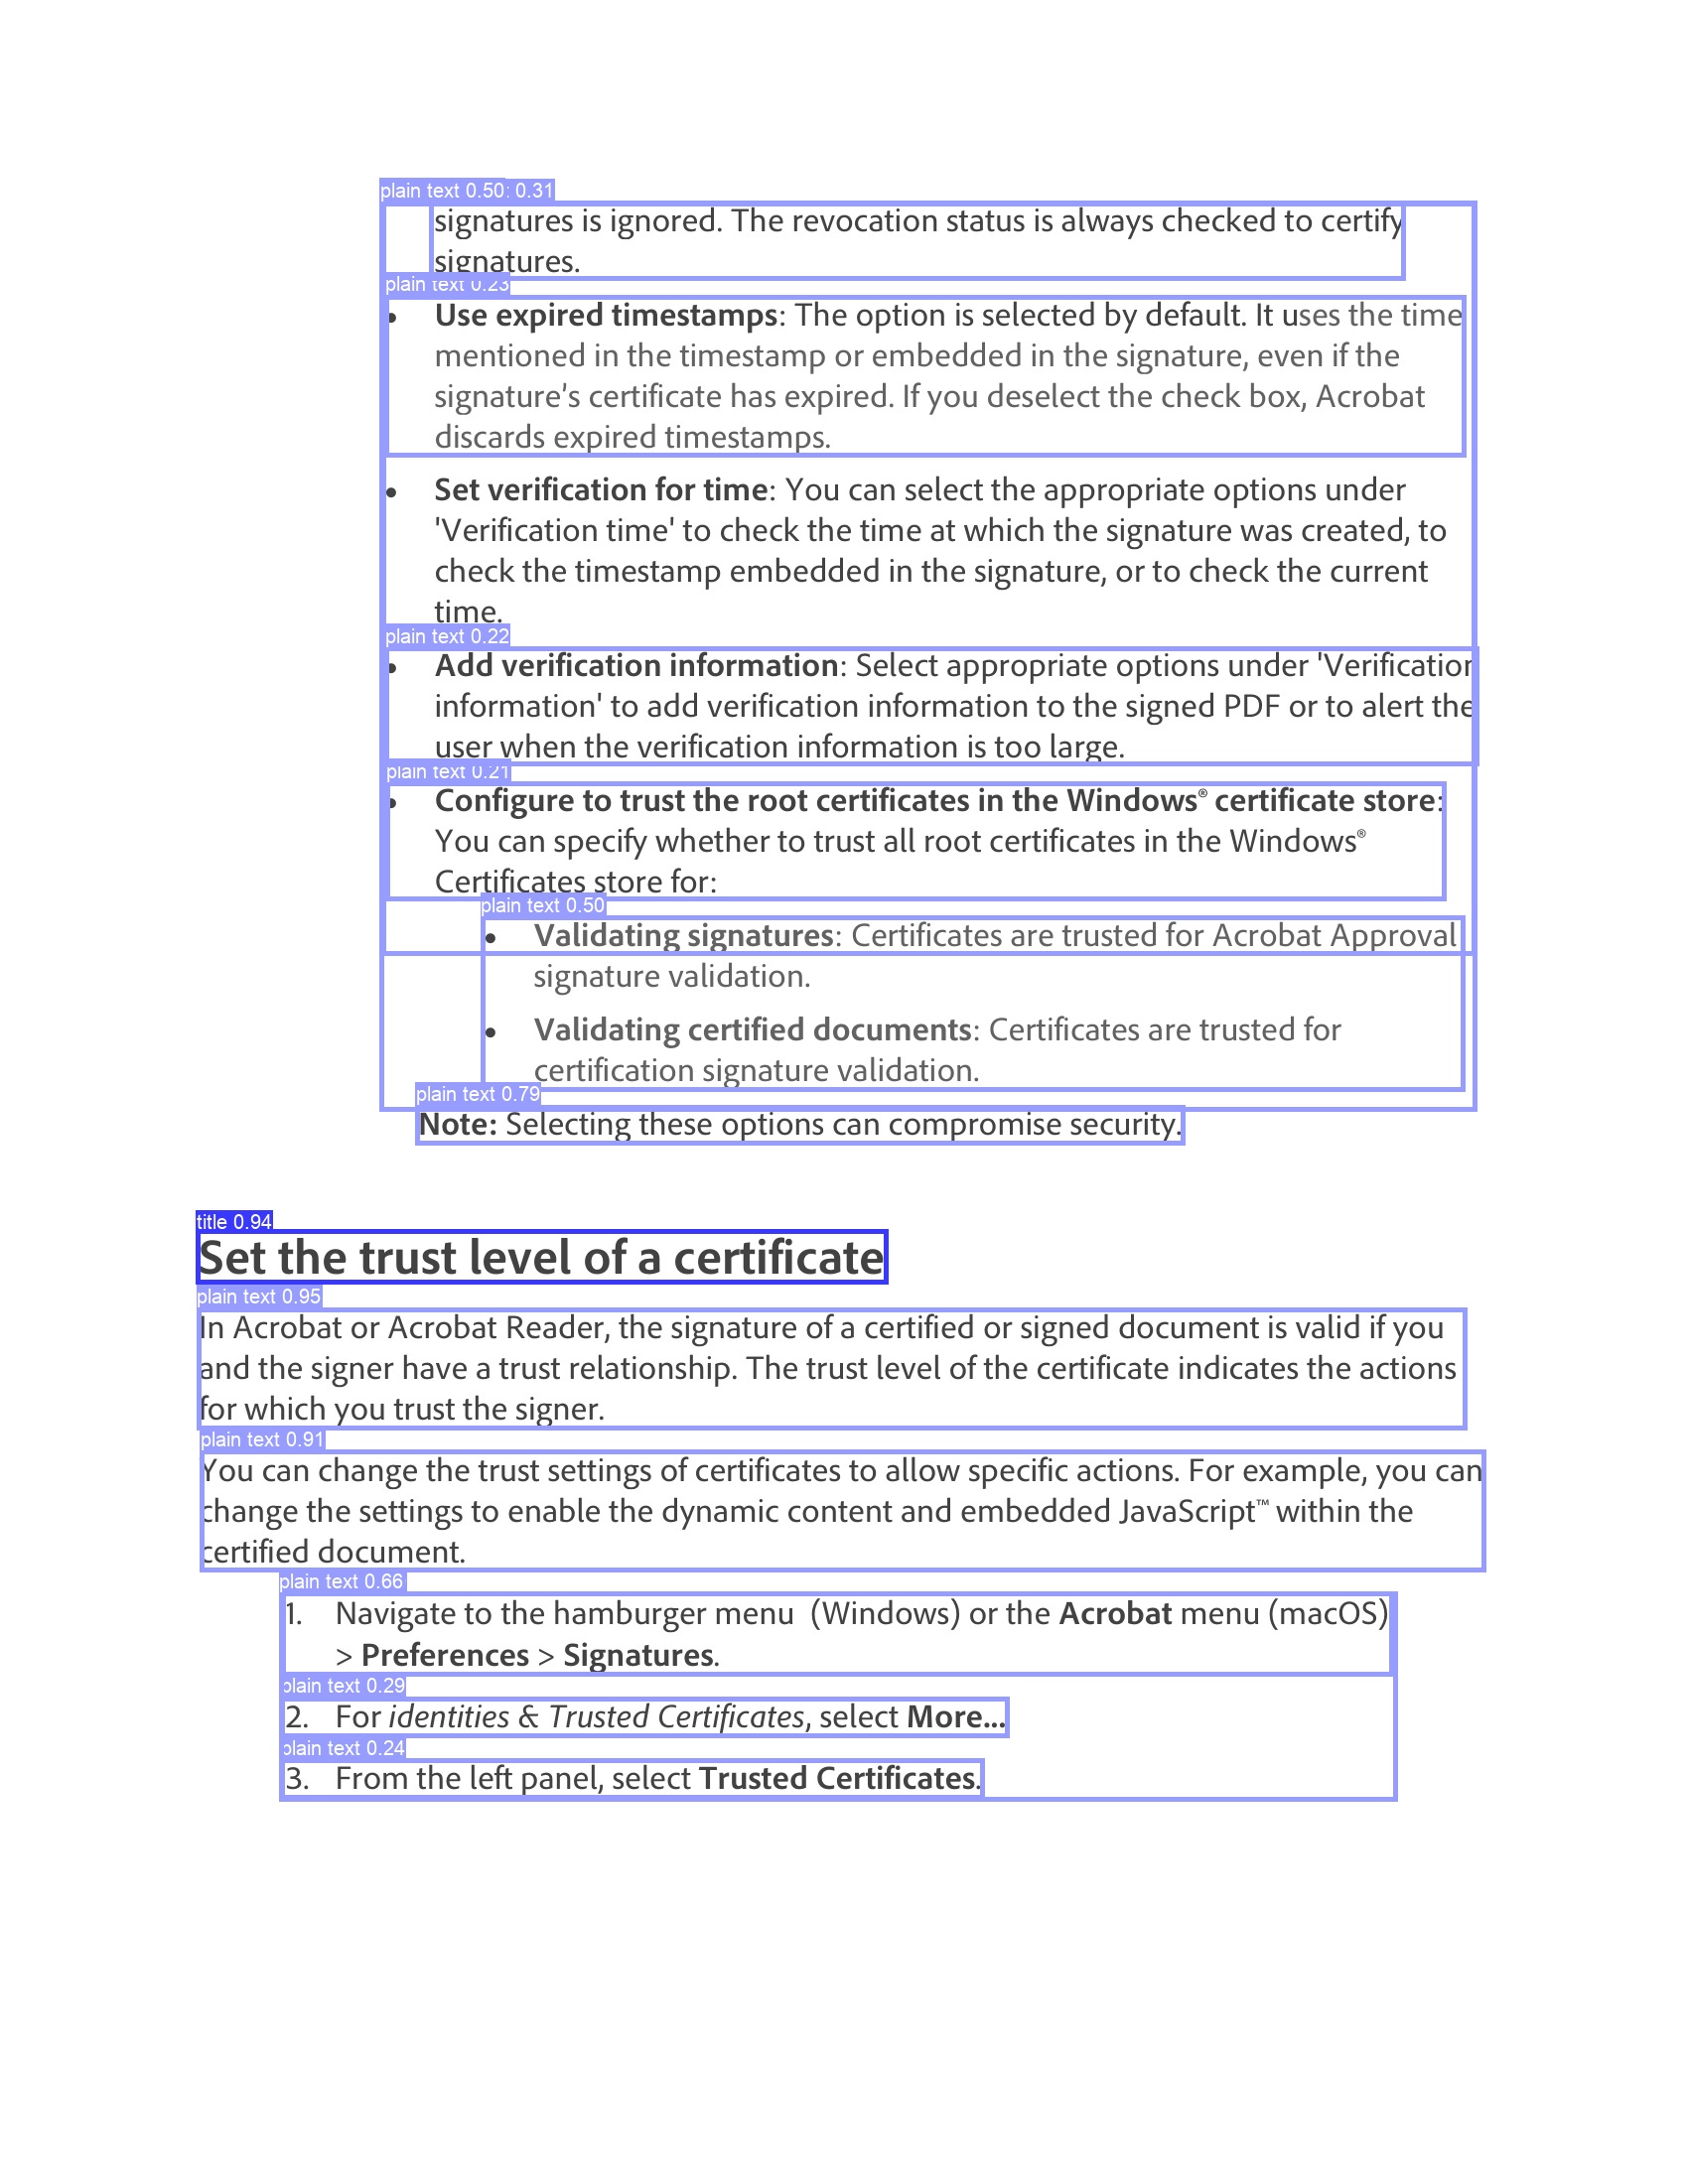 plain text 0.50: 0.31
signatures is ignored. The revocation status is always checked to certify
signatures.
plain text 0.23
• Use expired timestamps: The option is selected by default. It uses the time
mentioned in the timestamp or embedded in the signature, even if the
signature's certificate has expired. If you deselect the check box, Acrobat
discards expired timestamps.
• Set verification for time: You can select the appropriate options under
'Verification time' to check the time at which the signature was created, to
check the timestamp embedded in the signature, or to check the current
time.
plain text 0.22
• Add verification information: Select appropriate options under 'Verification
information' to add verification information to the signed PDF or to alert the
user when the verification information is too large.
plain text 0.21
• Configure to trust the root certificates in the Windows® certificate store:
You can specify whether to trust all root certificates in the Windows®
Certificates store for:
plain text 0.50
• Validating signatures: Certificates are trusted for Acrobat Approval
signature validation.
• Validating certified documents: Certificates are trusted for
certification signature validation.
plain text 0.79
Note: Selecting these options can compromise security.
title 0.94
Set the trust level of a certificate
plain text 0.95
In Acrobat or Acrobat Reader, the signature of a certified or signed document is valid if you
and the signer have a trust relationship. The trust level of the certificate indicates the actions
for which you trust the signer.
plain text 0.91
You can change the trust settings of certificates to allow specific actions. For example, you can
change the settings to enable the dynamic content and embedded JavaScript™ within the
certified document.
plain text 0.66
1. Navigate to the hamburger menu (Windows) or the Acrobat menu (macOS)
> Preferences > Signatures.
plain text 0.29
2. For identities & Trusted Certificates, select More...
plain text 0.24
3. From the left panel, select Trusted Certificates.